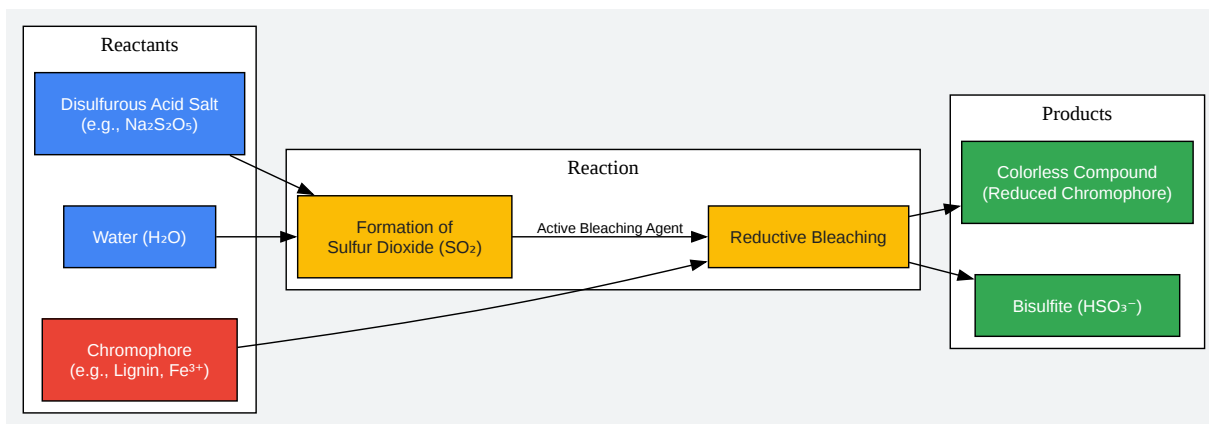 Reactants
Disulfurous Acid Salt
(e.g., Na₂S₂O₅)
Water (H₂O)
Chromophore
(e.g., Lignin, Fe³⁺)
Reaction
Formation of
Sulfur Dioxide (SO₂)
Active Bleaching Agent
Reductive Bleaching
Products
Colorless Compound
(Reduced Chromophore)
Bisulfite (HSO₃⁻)